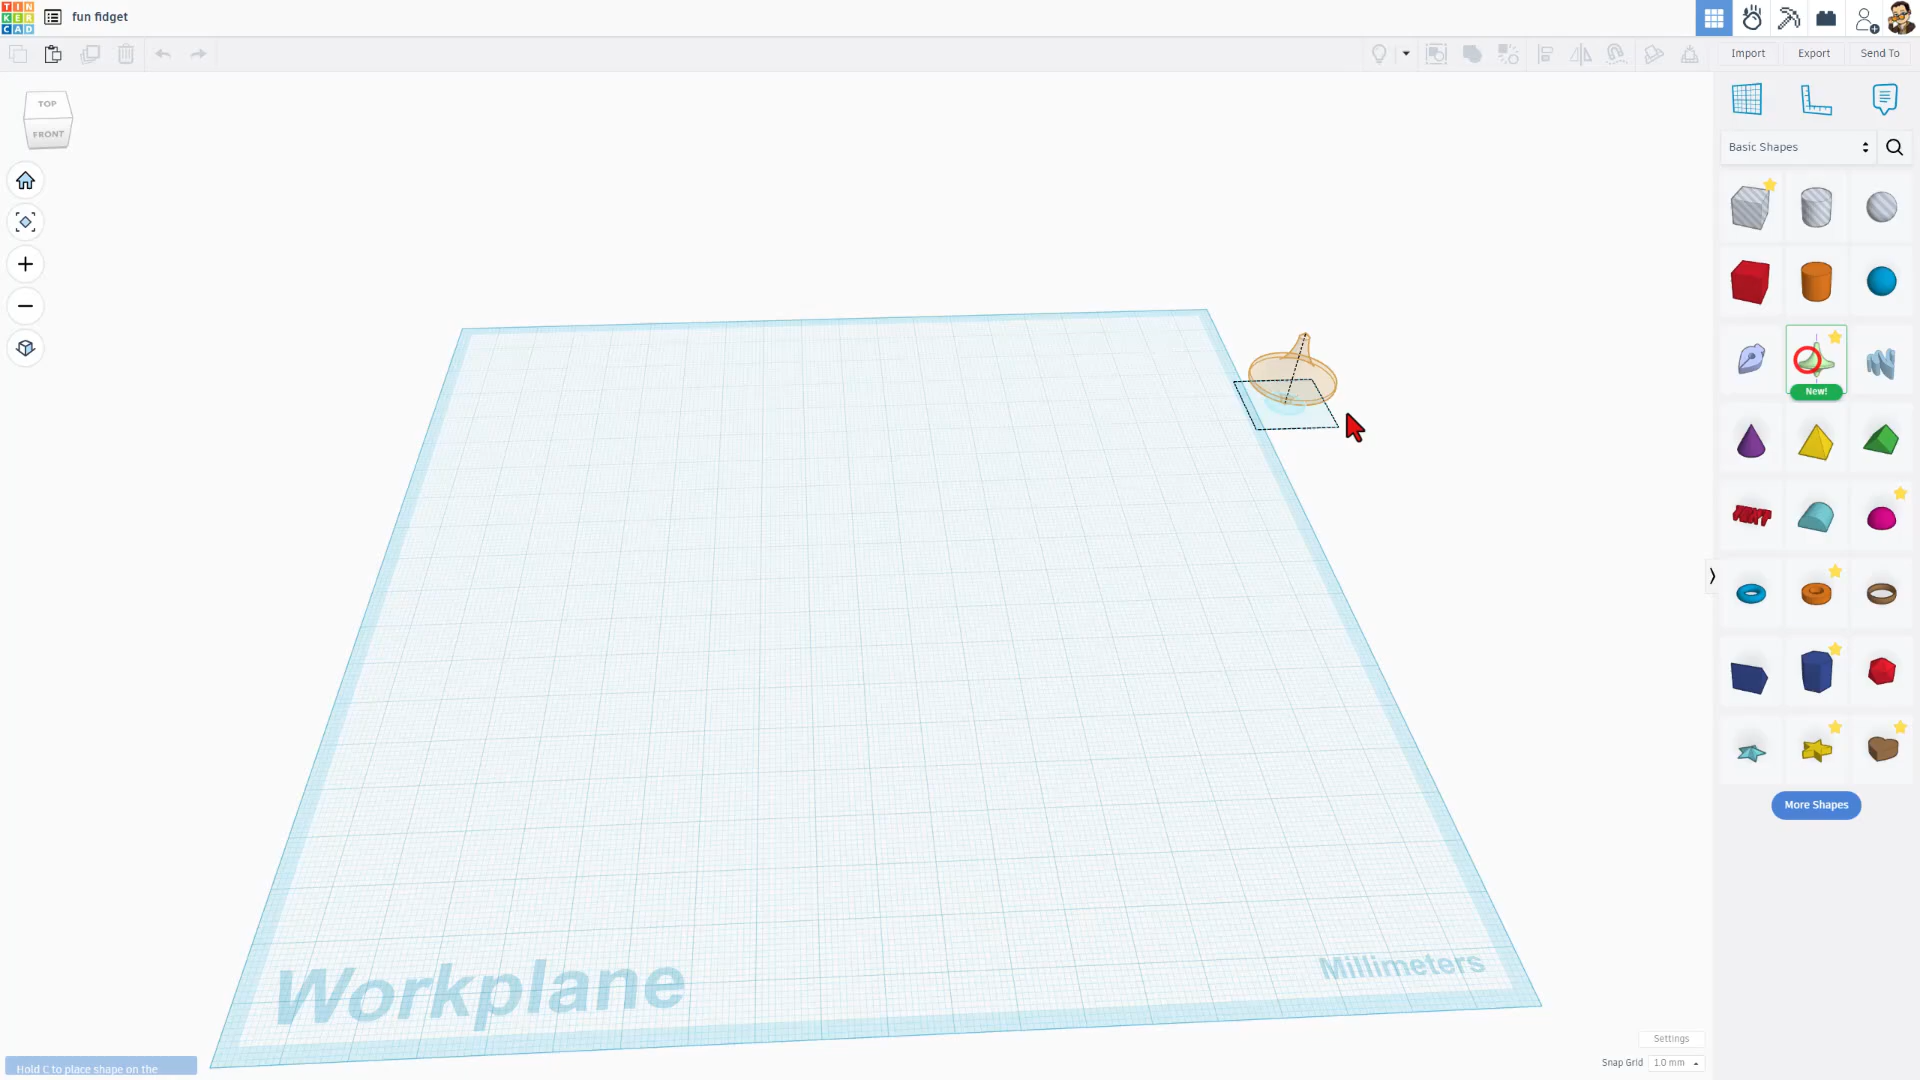 TIN
KER
CAD
fun fidget
Import
Export
Send To
TOP
FRONT
Basic Shapes
New!
TEXT
More Shapes
Workplane
Millimeters
Settings
Snap Grid
1.0 mm
Hold C to place shape on the